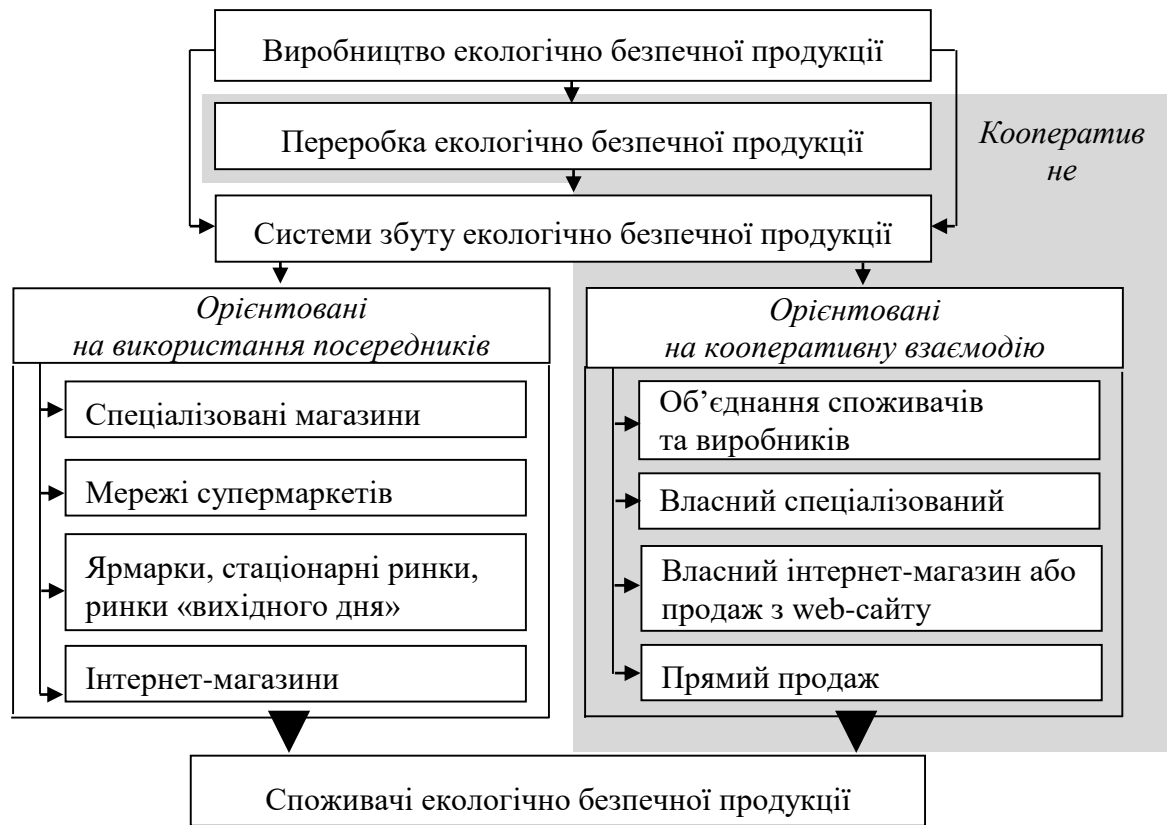 Виробництво екологічно безпечної продукції
Переробка екологічно безпечної продукції
Кооператив
не
Системи збуту екологічно безпечної продукції
Орієнтовані
на використання посередників
Спеціалізовані магазини
Мережі супермаркетів
Ярмарки, стаціонарні ринки,
ринки «вихідного дня»
Інтернет-магазини
Орієнтовані
на кооперативну взаємодію
Об’єднання споживачів
та виробників
Власний спеціалізований
Власний інтернет-магазин або
продаж з web-сайту
Прямий продаж
Споживачі екологічно безпечної продукції